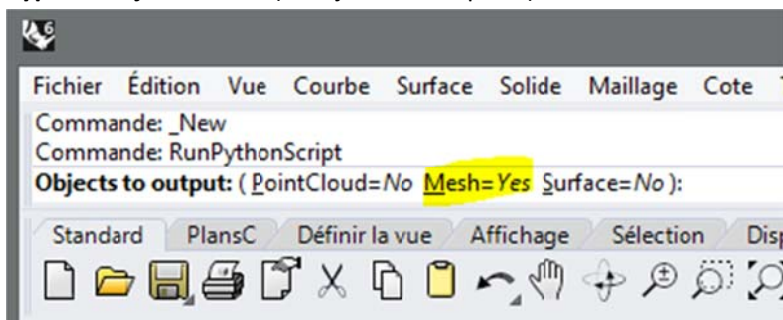 6
Fichier Édition Vue Courbe Surface Solide Maillage Cote
Commande: _New
Commande: RunPythonScript
Objects to output: ( PointCloud=No Mesh=Yes Surface=No ):
Standard PlansC Définir la vue Affichage Sélection